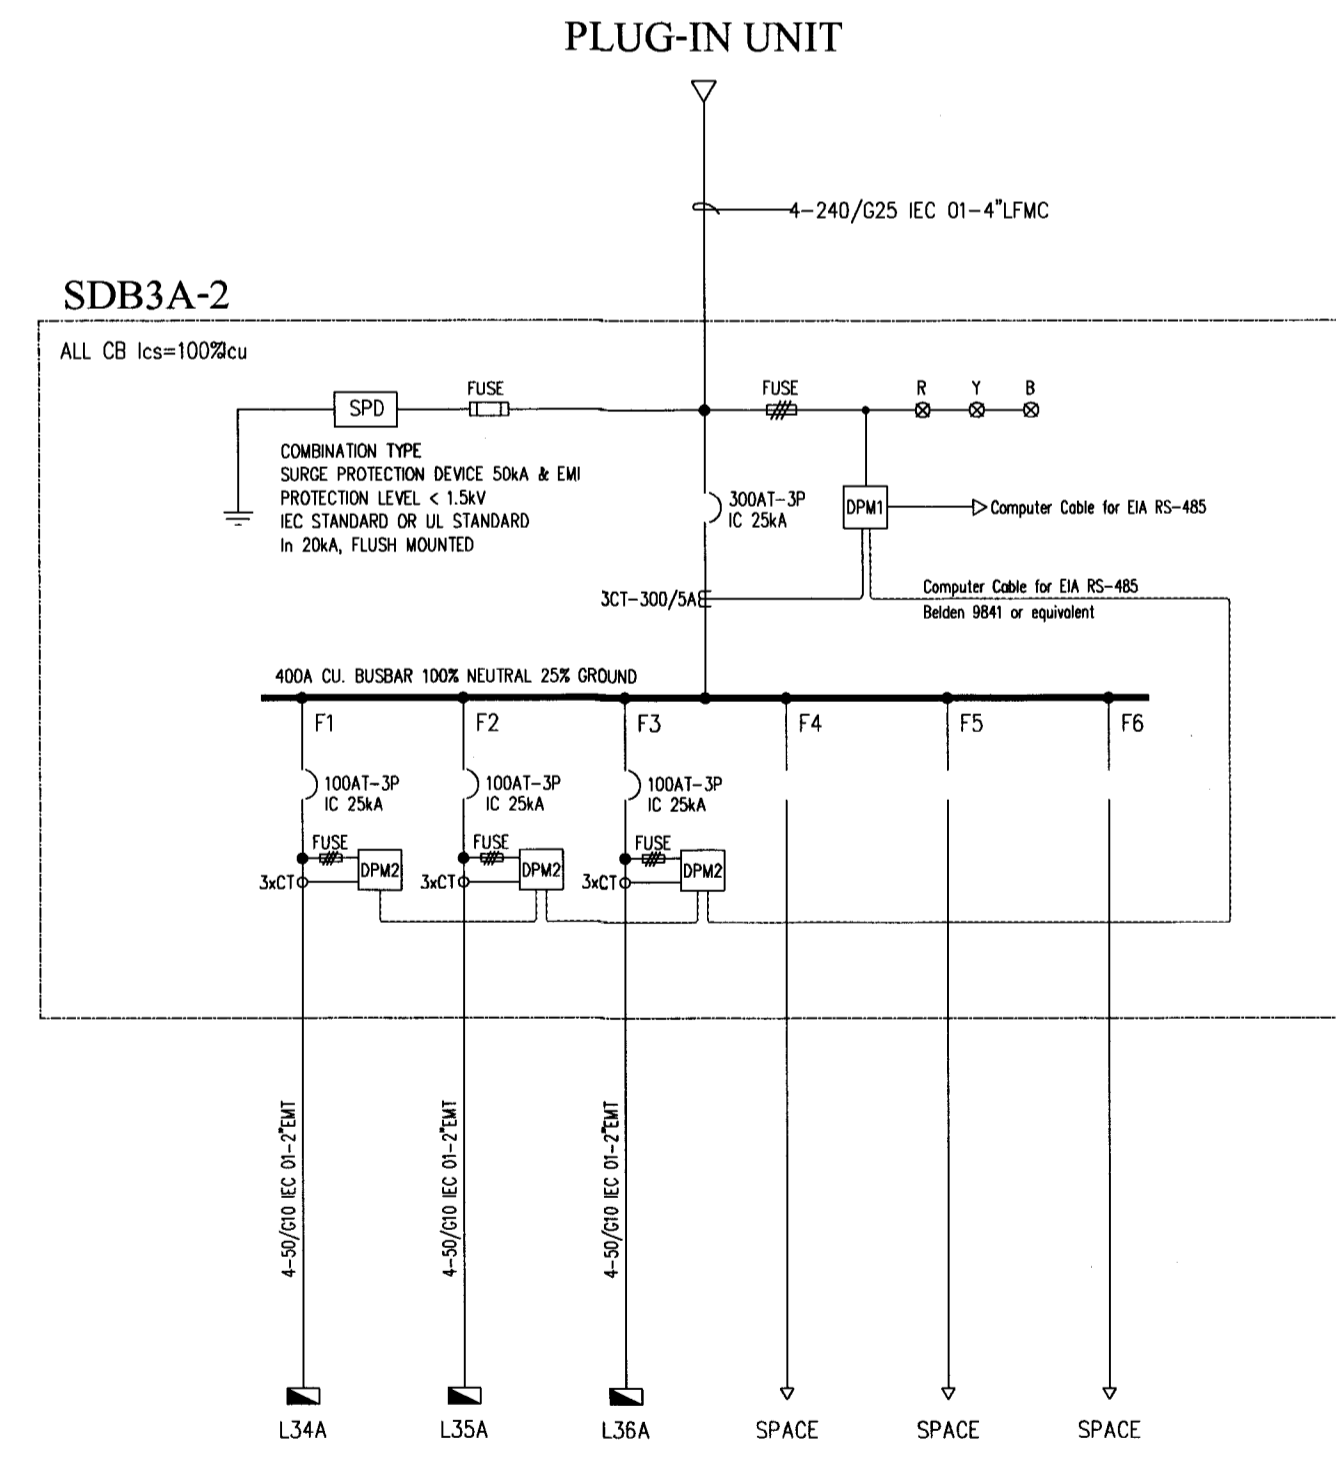 PLUG-IN UNIT
4-240/G25 IEC 01-4"LFMC
SDB3A-2
ALL CB Ics=100%Icu
SPD
FUSE
FUSE
R
Y
B
COMBINATION TYPE
SURGE PROTECTION DEVICE 50kA & EMI
PROTECTION LEVEL < 1.5kV
IEC STANDARD OR UL STANDARD
In 20kA, FLUSH MOUNTED
300AT-3P
IC 25kA
DPM1
Computer Cable for EIA RS-485
3CT-300/5A
Computer Cable for EIA RS-485
Belden 9841 or equivalent
400A CU. BUSBAR 100% NEUTRAL 25% GROUND
F1
F2
F3
F4
F5
F6
100AT-3P
IC 25kA
100AT-3P
IC 25kA
100AT-3P
IC 25kA
FUSE
DPM2
3xCT
FUSE
DPM2
3xCT
FUSE
DPM2
3xCT
4-50/G10 IEC 01-2"EMT
4-50/G10 IEC 01-2"EMT
4-50/G10 IEC 01-2"EMT
L34A
L35A
L36A
SPACE
SPACE
SPACE